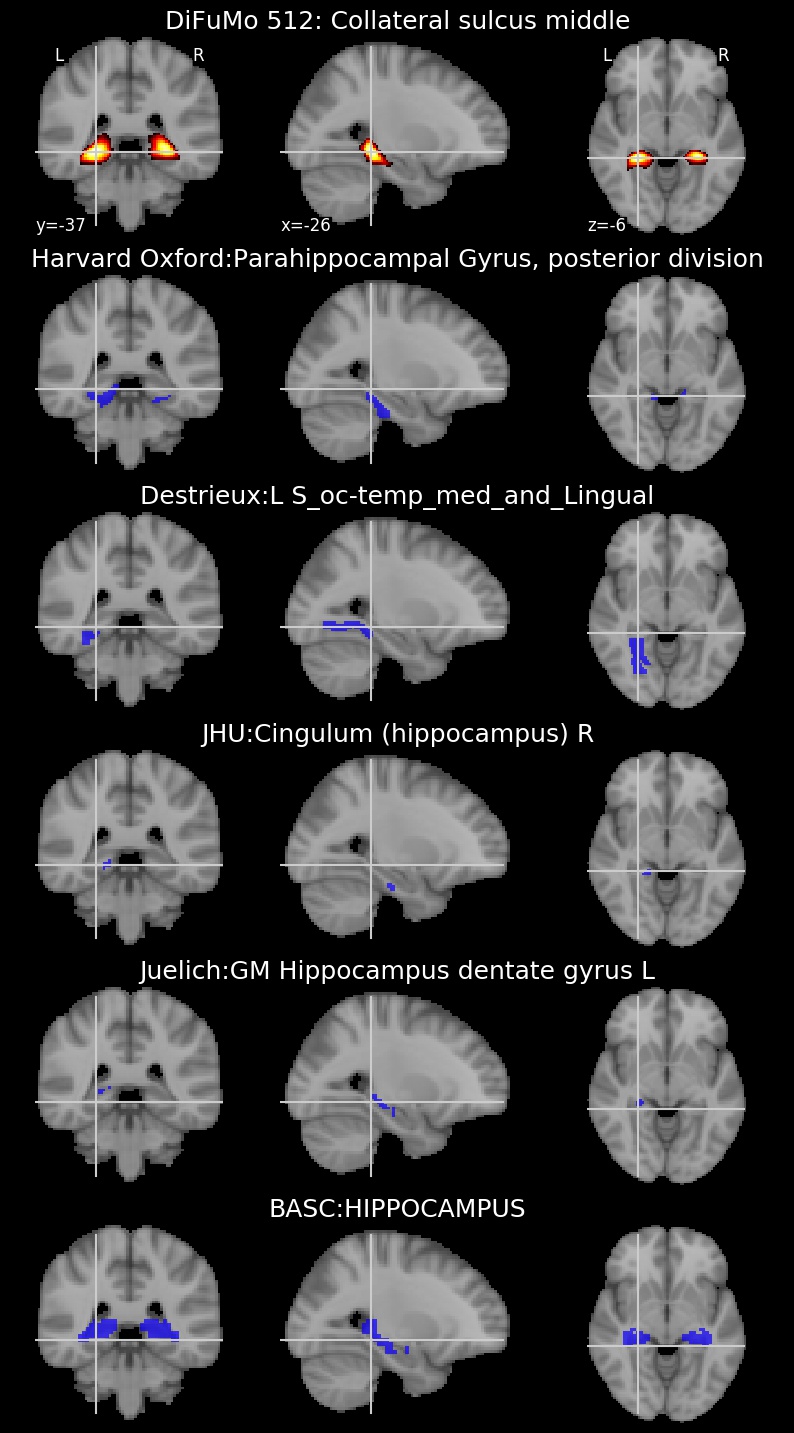 DiFuMo 512: Collateral sulcus middle
L R L R
y=-37 x=-26 z=-6
Harvard Oxford:Parahippocampal Gyrus, posterior division
Destrieux:L S_oc-temp_med_and_Lingual
JHU:Cingulum (hippocampus) R
Juelich:GM Hippocampus dentate gyrus L
BASC:HIPPOCAMPUS